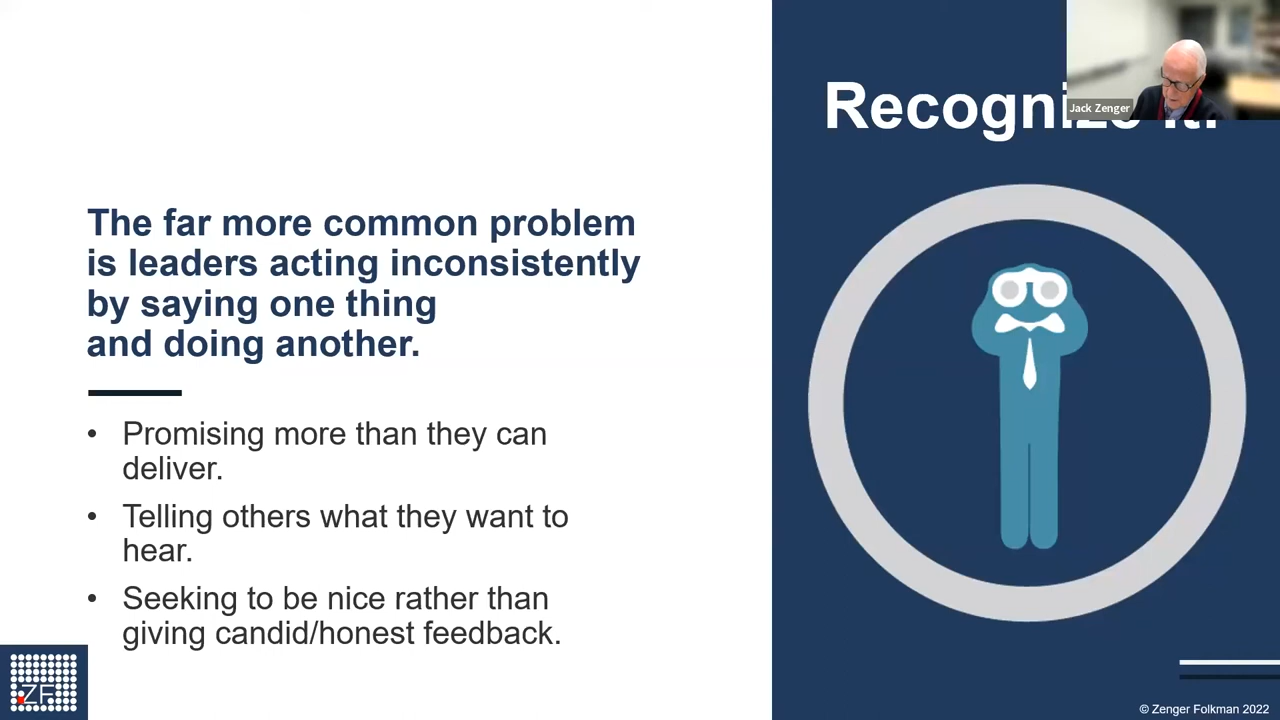 The far more common problem
is leaders acting inconsistently
by saying one thing
and doing another.
• Promising more than they can
deliver.
• Telling others what they want to
hear.
• Seeking to be nice rather than
giving candid/honest feedback.
ZF
Jack Zenger
© Zenger Folkman 2022